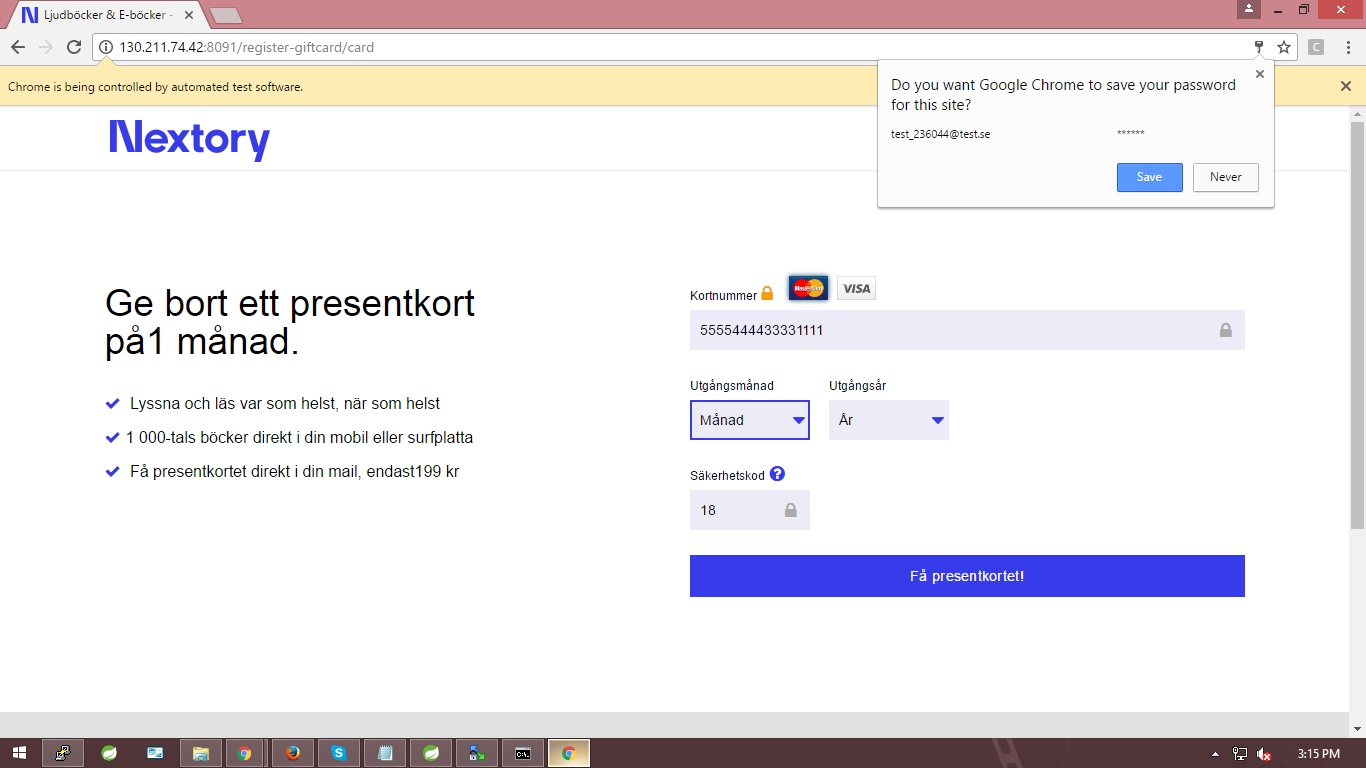 Ljudböcker & E-böcker -
130.211.74.42:8091/register-giftcard/card
C
Chrome is being controlled by automated test software.
Do you want Google Chrome to save your password
for this site?
test_236044@test.se ******
Save Never
Nextory
Ge bort ett presentkort
på1 månad.
Lyssna och läs var som helst, när som helst
1 000-tals böcker direkt i din mobil eller surfplatta
Få presentkortet direkt i din mail, endast199 kr
Kortnummer MasterCard VISA
5555444433331111
Utgångsmånad Utgångsår
Månad År
Säkerhetskod ?
18
Få presentkortet!
3:15 PM